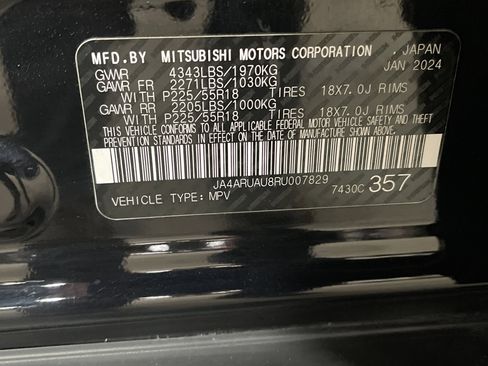 MFD.BY MITSUBISHI MOTORS CORPORATION . JAPAN
GVWR 4343LBS/1970KG JAN 2024
GAWR FR 2271LBS/1030KG
WITH P225/55R18 TIRES 18X7.0J RIMS
GAWR RR 2205LBS/1000KG
WITH P225/55R18 TIRES 18X7.0J RIMS
THIS VEHICLE CONFORMS TO ALL APPLICABLE FEDERAL MOTOR VEHICLE SAFETY AND THEFT
PREVENTION STANDARDS IN EFFECT ON THE DATE OF MANUFACTURE SHOWN ABOVE.
JA4ARUAU8RU007829
VEHICLE TYPE: MPV 7430C 357